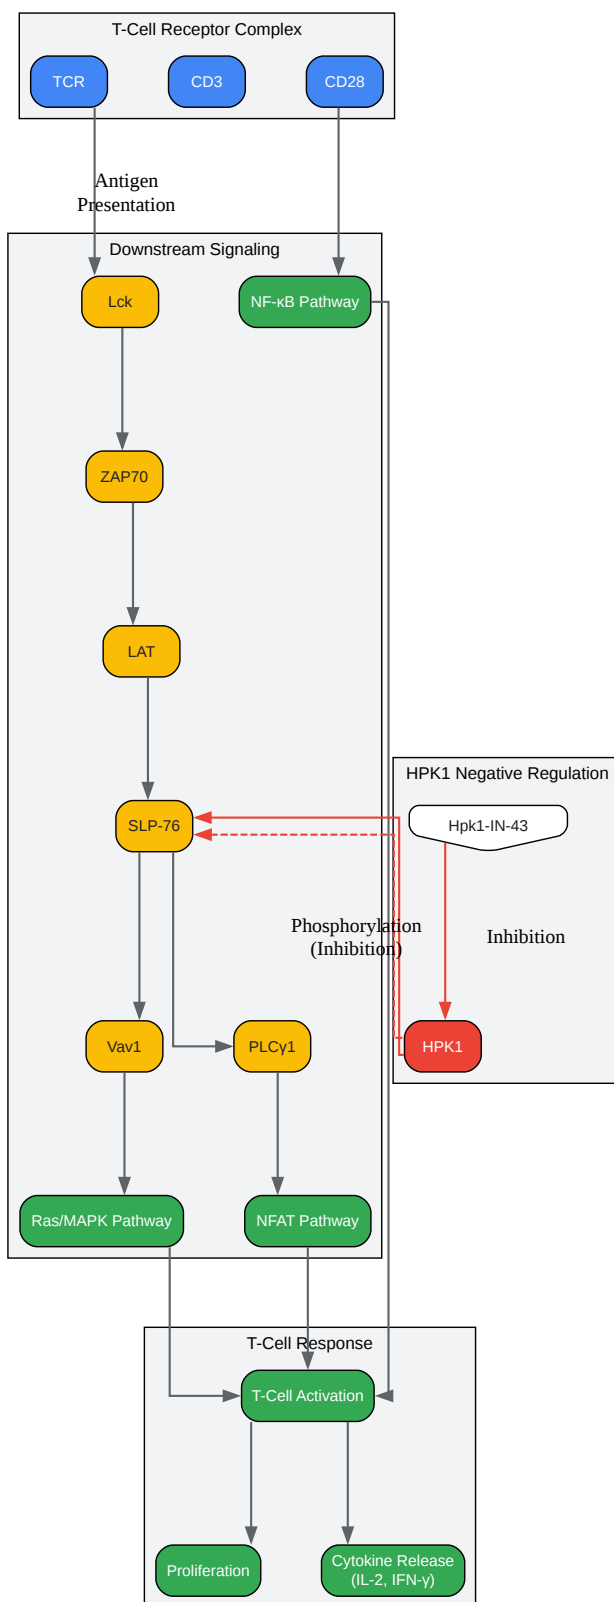 T-Cell Receptor Complex
TCR
CD3
CD28
Antigen
Presentation
Downstream Signaling
Lck
NF-κB Pathway
ZAP70
LAT
HPK1 Negative Regulation
SLP-76
Hpk1-IN-43
Phosphorylation
(Inhibition)
Inhibition
Vav1
PLCγ1
HPK1
Ras/MAPK Pathway
NFAT Pathway
T-Cell Response
T-Cell Activation
Proliferation
Cytokine Release
(IL-2, IFN-γ)